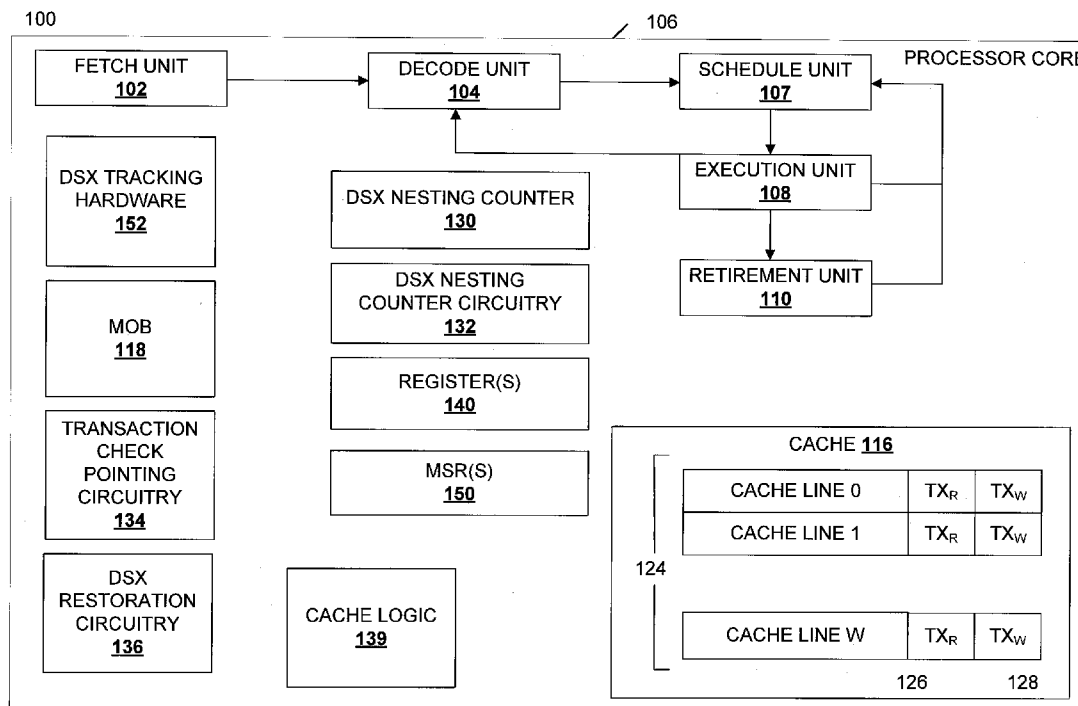 100
106
PROCESSOR CORE
FETCH UNIT
102
DECODE UNIT
104
SCHEDULE UNIT
107
EXECUTION UNIT
108
RETIREMENT UNIT
110
DSX TRACKING
HARDWARE
152
DSX NESTING COUNTER
130
DSX NESTING
COUNTER CIRCUITRY
132
MOB
118
REGISTER(S)
140
TRANSACTION
CHECK
POINTING
CIRCUITRY
134
MSR(S)
150
DSX
RESTORATION
CIRCUITRY
136
CACHE LOGIC
139
CACHE 116
124
CACHE LINE 0 TXR TXW
CACHE LINE 1 TXR TXW
CACHE LINE W TXR TXW
126 128